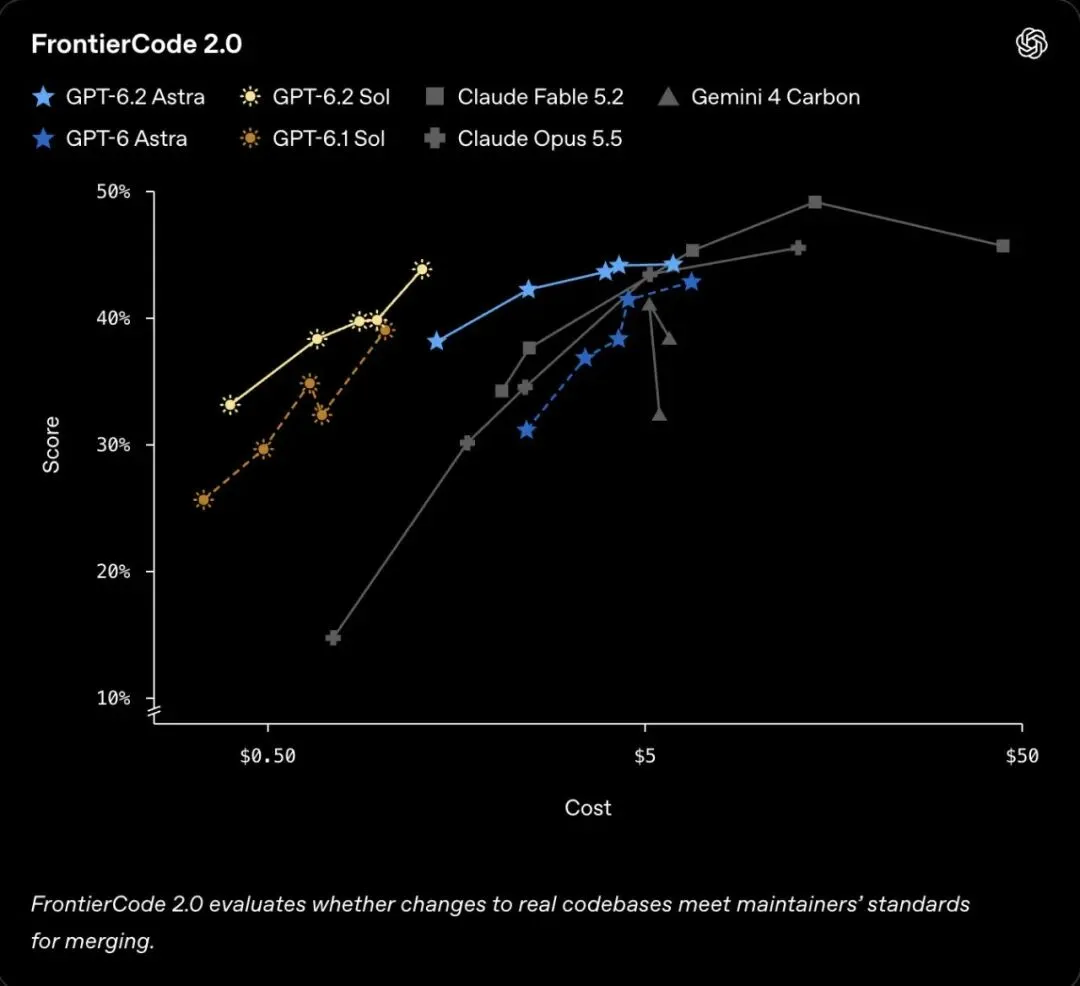 FrontierCode 2.0
GPT-6.2 Astra GPT-6.2 Sol Claude Fable 5.2 Gemini 4 Carbon
GPT-6 Astra GPT-6.1 Sol Claude Opus 5.5
50%
40%
30%
20%
10%
Score
$0.50 $5 $50
Cost
FrontierCode 2.0 evaluates whether changes to real codebases meet maintainers’ standards
for merging.